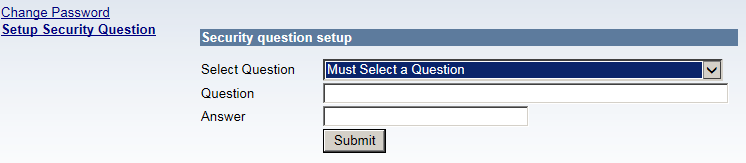 Change Password
Setup Security Question
Security question setup
Select Question Must Select a Question
Question
Answer
Submit